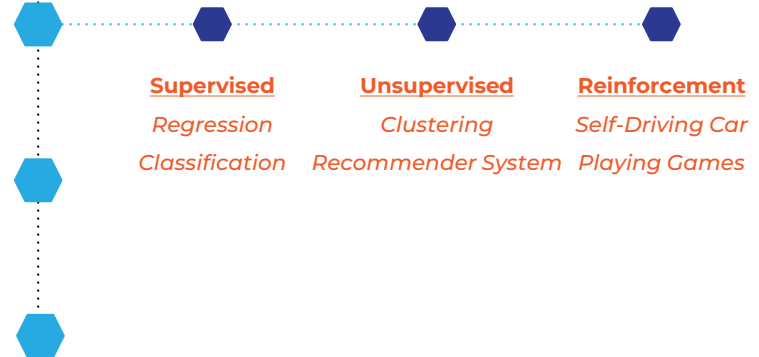 Supervised Unsupervised Reinforcement
Regression Clustering Self-Driving Car
Classification Recommender System Playing Games